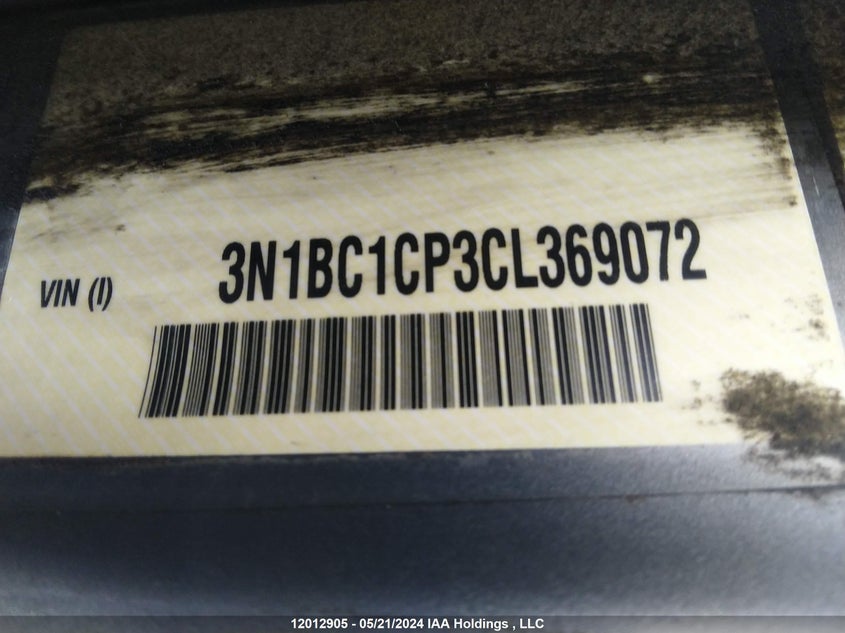 3N1BC1CP3CL369072
VIN (I)
12012905 - 05/21/2024 IAA Holdings , LLC